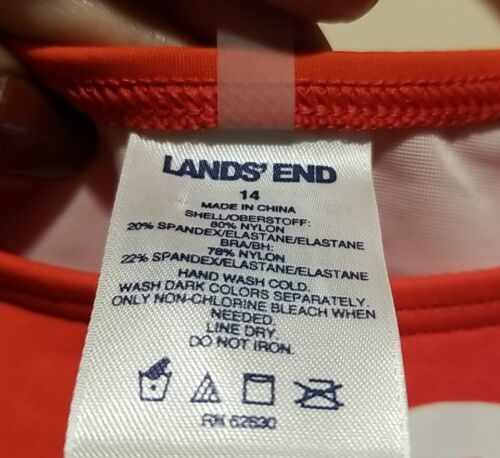 LANDS' END
14
MADE IN CHINA
SHELL/OBERSTOFF:
80% NYLON
20% SPANDEX/ELASTANE/ELASTANE
BRA/BH:
78% NYLON
22% SPANDEX/ELASTANE/ELASTANE
HAND WASH COLD.
WASH DARK COLORS SEPARATELY.
ONLY NON-CHLORINE BLEACH WHEN
NEEDED.
LINE DRY.
DO NOT IRON.
RN 62830